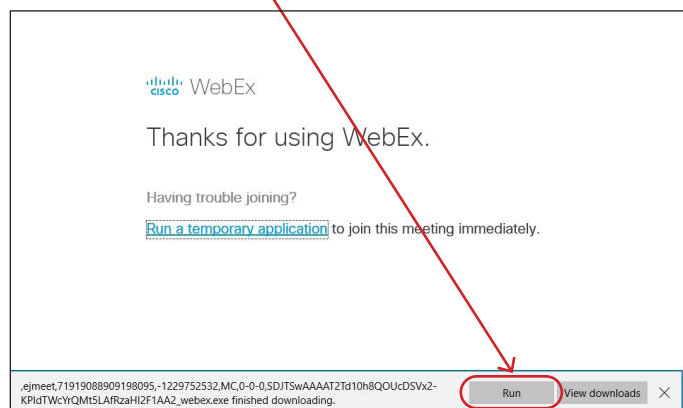 CISCO WebEx
Thanks for using WebEx.
Having trouble joining?
Run a temporary application to join this meeting immediately.
,ejmeet,71919088909198095,-1229752532,MC,0-0-0,SDJTSwAAAAT2Td10h8QOUcDSVx2-
KPIdTWcYrQMt5LAfRzaHI2F1AA2_webex.exe finished downloading.
Run
View downloads